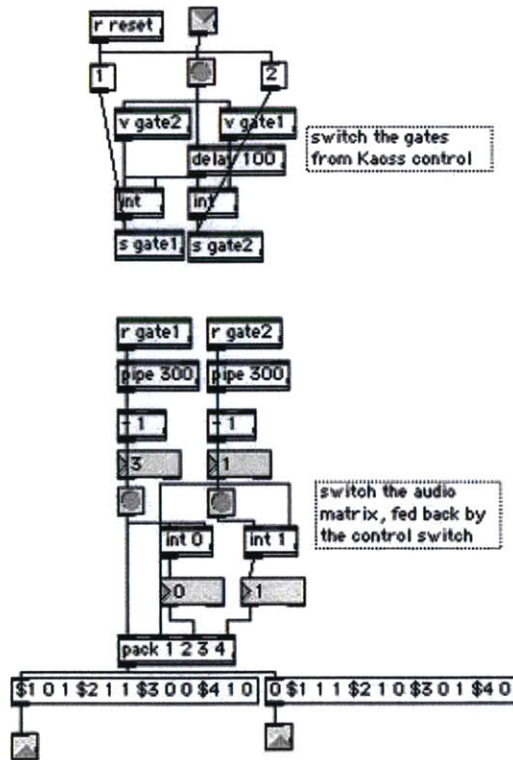 r reset
1
2
v gate2
v gate1
switch the gates
from Kaoss control
delay 100
int
int
s gate1
s gate2
r gate1
r gate2
pipe 300
pipe 300
- 1
- 1
3
1
switch the audio
matrix, fed back by
the control switch
int 0
int 1
0
1
pack 1 2 3 4
$1 0 1 $2 1 1 $3 0 0 $4 1 0
0 $1 1 1 $2 1 0 $3 0 1 $4 0